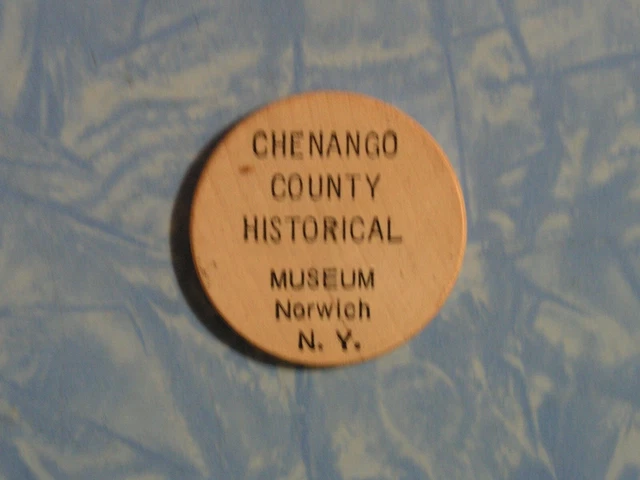 CHENANGO
COUNTY
HISTORICAL
MUSEUM
Norwich
N. Y.